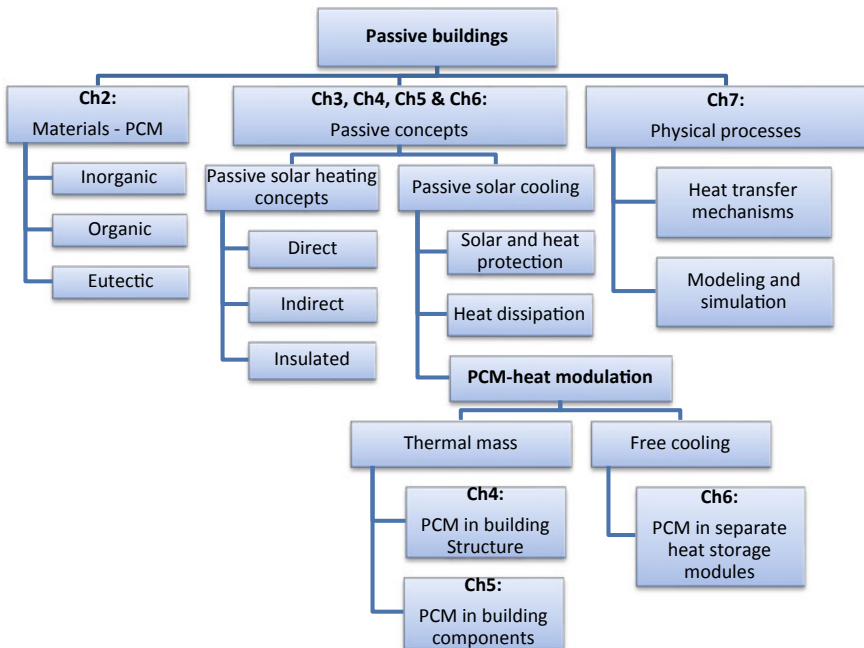 Passive buildings
Ch2:
Materials - PCM
Inorganic
Organic
Eutectic
Ch3, Ch4, Ch5 & Ch6:
Passive concepts
Passive solar heating
concepts
Direct
Indirect
Insulated
Passive solar cooling
Solar and heat
protection
Heat dissipation
PCM-heat modulation
Thermal mass
Ch4:
PCM in building
Structure
Ch5:
PCM in building
components
Free cooling
Ch6:
PCM in separate
heat storage
modules
Ch7:
Physical processes
Heat transfer
mechanisms
Modeling and
simulation